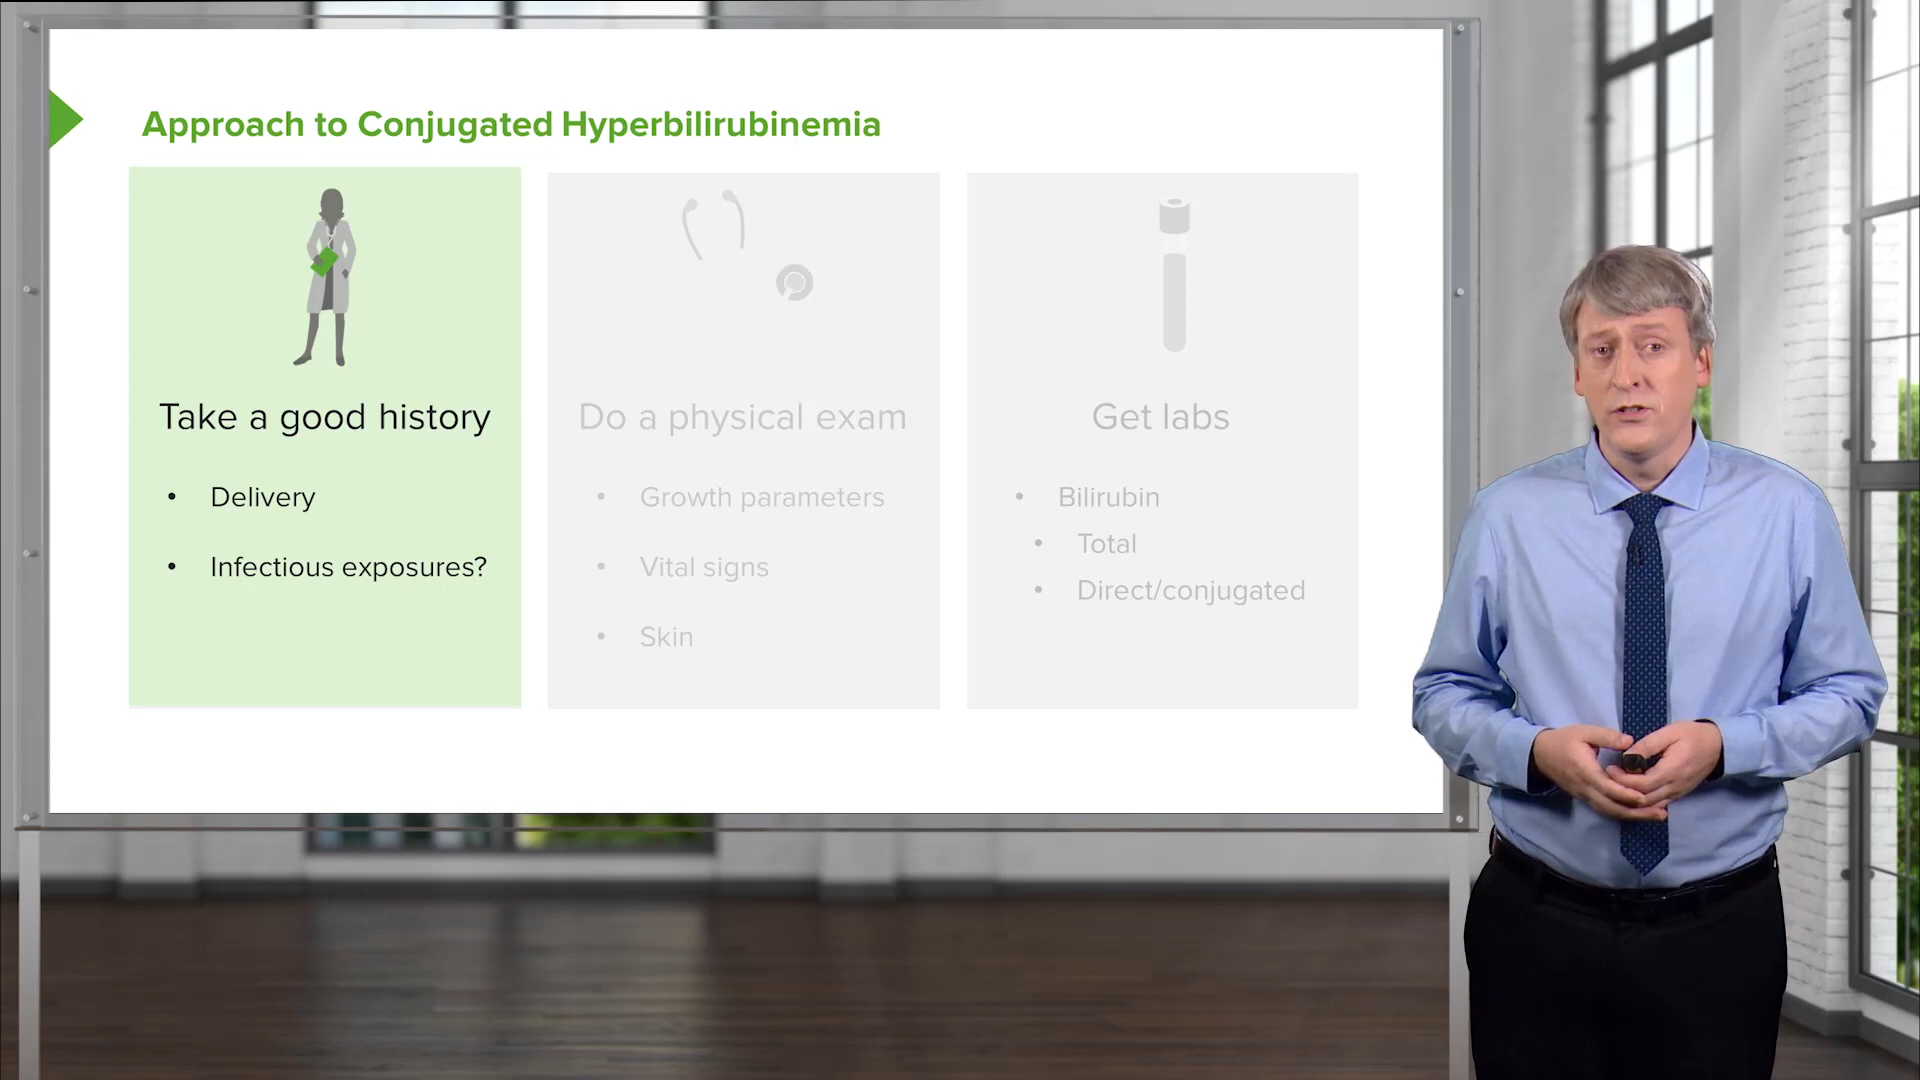 Approach to Conjugated Hyperbilirubinemia
Take a good history
• Delivery
• Infectious exposures?
Do a physical exam
• Growth parameters
• Vital signs
• Skin
Get labs
• Bilirubin
• Total
• Direct/conjugated